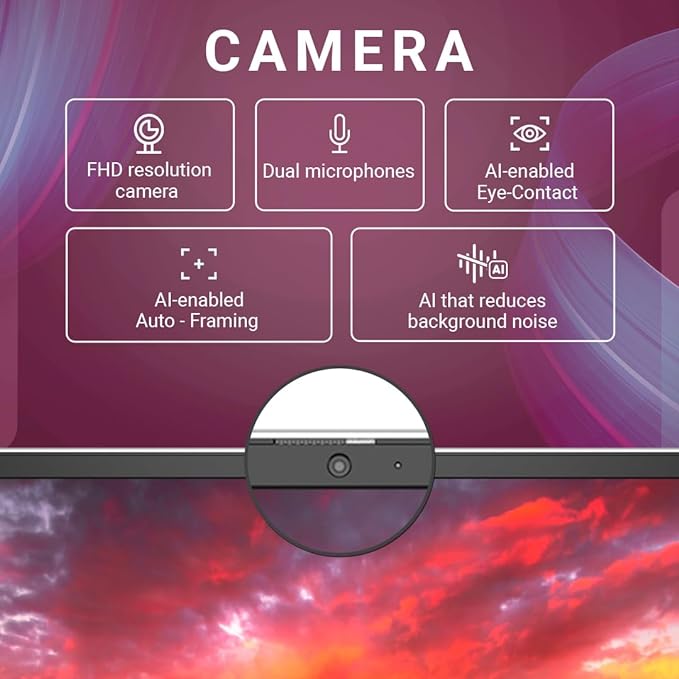 CAMERA
FHD resolution
camera
Dual microphones
AI-enabled
Eye-Contact
AI-enabled
Auto - Framing
AI
AI that reduces
background noise